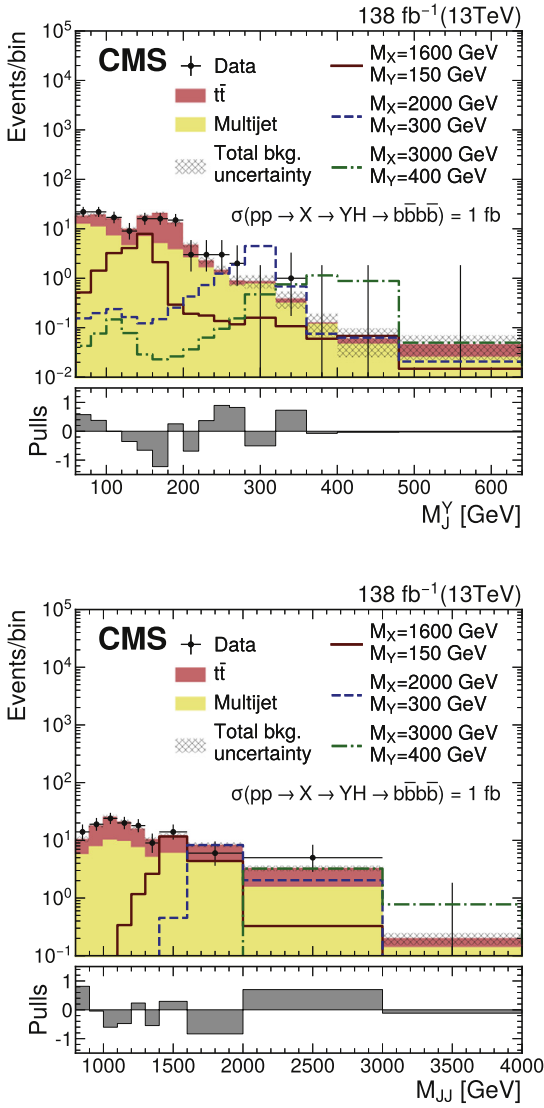 138 fb⁻¹(13TeV)
CMS
Data
tt̄
Multijet
Total bkg.
uncertainty
M_X=1600 GeV
M_Y=150 GeV
M_X=2000 GeV
M_Y=300 GeV
M_X=3000 GeV
M_Y=400 GeV
σ(pp → X → YH → bb̄bb̄) = 1 fb
Events/bin
10⁵
10⁴
10³
10²
10
1
10⁻¹
10⁻²
Pulls
1
0
-1
100 200 300 400 500 600
M_J^Y [GeV]
138 fb⁻¹(13TeV)
CMS
Data
tt̄
Multijet
Total bkg.
uncertainty
M_X=1600 GeV
M_Y=150 GeV
M_X=2000 GeV
M_Y=300 GeV
M_X=3000 GeV
M_Y=400 GeV
σ(pp → X → YH → bb̄bb̄) = 1 fb
Events/bin
10⁵
10⁴
10³
10²
10
1
10⁻¹
Pulls
1
0
-1
1000 1500 2000 2500 3000 3500 4000
M_JJ [GeV]